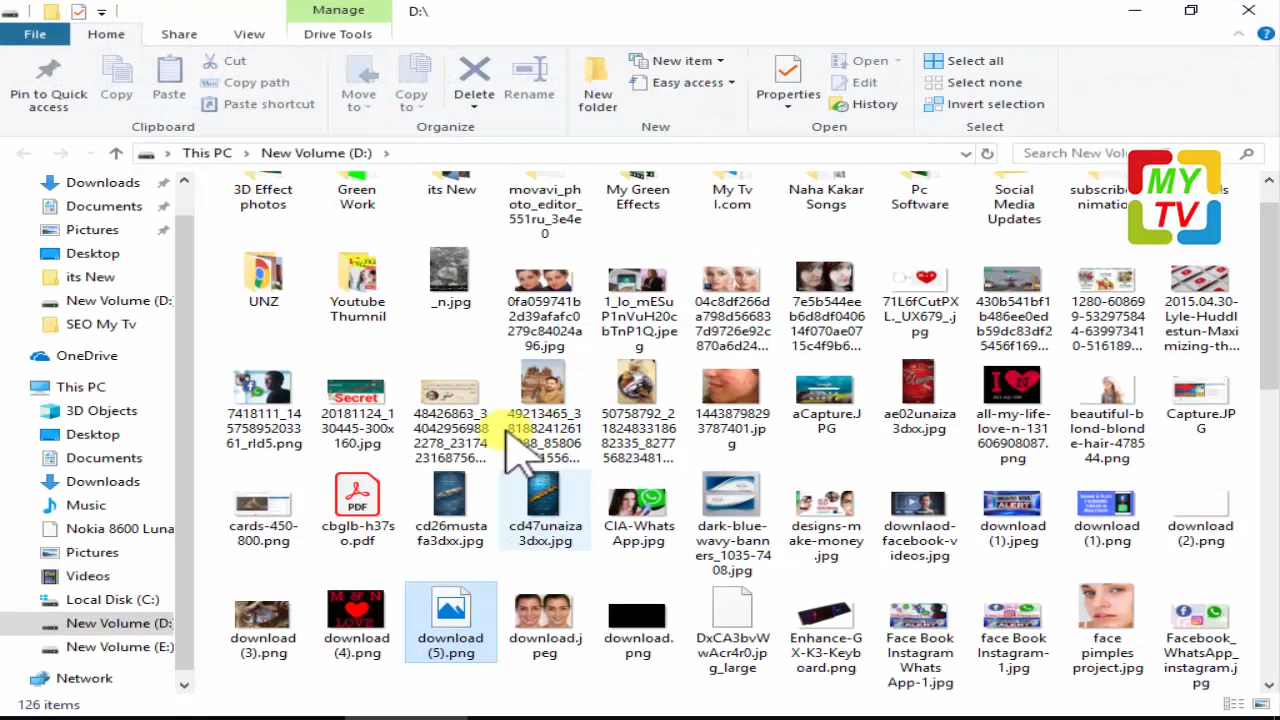 Manage
D:\
File
Home
Share
View
Drive Tools
Pin to Quick
access
Copy
Paste
Cut
Copy path
Paste shortcut
Move
to
Copy
to
Delete
Rename
New
folder
New item
Easy access
Properties
Open
Edit
History
Select all
Select none
Invert selection
Clipboard
Organize
New
Open
Select
This PC
New Volume (D:)
Search New Vol
MY
TV
Downloads
Documents
Pictures
Desktop
its New
New Volume (D:
SEO My Tv
OneDrive
This PC
3D Objects
Desktop
Documents
Downloads
Music
Nokia 8600 Luna
Pictures
Videos
Local Disk (C:)
New Volume (D:
New Volume (E:)
Network
3D Effect
photos
Green
Work
its New
movavi_ph
oto_editor_
551ru_3e4e
0
My Green
Effects
My Tv
l.com
Naha Kakar
Songs
Pc
Software
Social
Media
Updates
UNZ
Youtube
Thumnil
_n.jpg
0fa059741b
2d39afafc0
279c84024a
96.jpg
1_Io_mESu
P1nVuH20c
bTnP1Q.jpe
g
04c8df2f6d
a798d56683
7d9726e92c
870a6d24...
7e5b544ee
b6d8df0406
14f070ae07
15c4f9b6...
71L6fCutPX
L._UX679_.j
pg
430b541bf1
b486ee0ed
b59dc83df2
5456f169...
1280-60869
9-53297584
4-63997341
0-516189...
2015.04.30-
Lyle-Huddl
estun-Maxi
mizing-th...
7418111_14
5758952033
61_rld5.png
20181124_1
30445-300x
160.jpg
Secret
48426863_3
4042956988
2278_23174
23168756...
49213465_3
50758792_2
1824833186
82335_8277
56823481...
1443879829
3787401.jp
g
aCapture.J
PG
ae02unaiza
3dxx.jpg
all-my-life-
love-n-131
606908087.
png
beautiful-b
lond-blonde
-hair-4785
44.png
Capture.JP
G
cards-450-
800.png
PDF
cbglb-h37s
o.pdf
cd26musta
fa3dxx.jpg
cd47unaiza
3dxx.jpg
CIA-Whats
App.jpg
dark-blue-
wavy-bann
ers_1035-74
08.jpg
designs-m
ake-money
.jpg
downlaod-
facebook-v
ideos.jpg
download
(1).jpeg
download
(1).png
download
(2).png
download
(3).png
download
(4).png
download
(5).png
download.j
peg
download.
png
DxCA3bvW
wAcr4r0.jp
g_large
Enhance-G
X-K3-Keyb
oard.png
Face Book
Instagram
Whats
App-1.jpg
face Book
Instagram-
1.jpg
face
pimples
project.jpg
Facebook_
WhatsApp_
instagram.j
pg
126 items